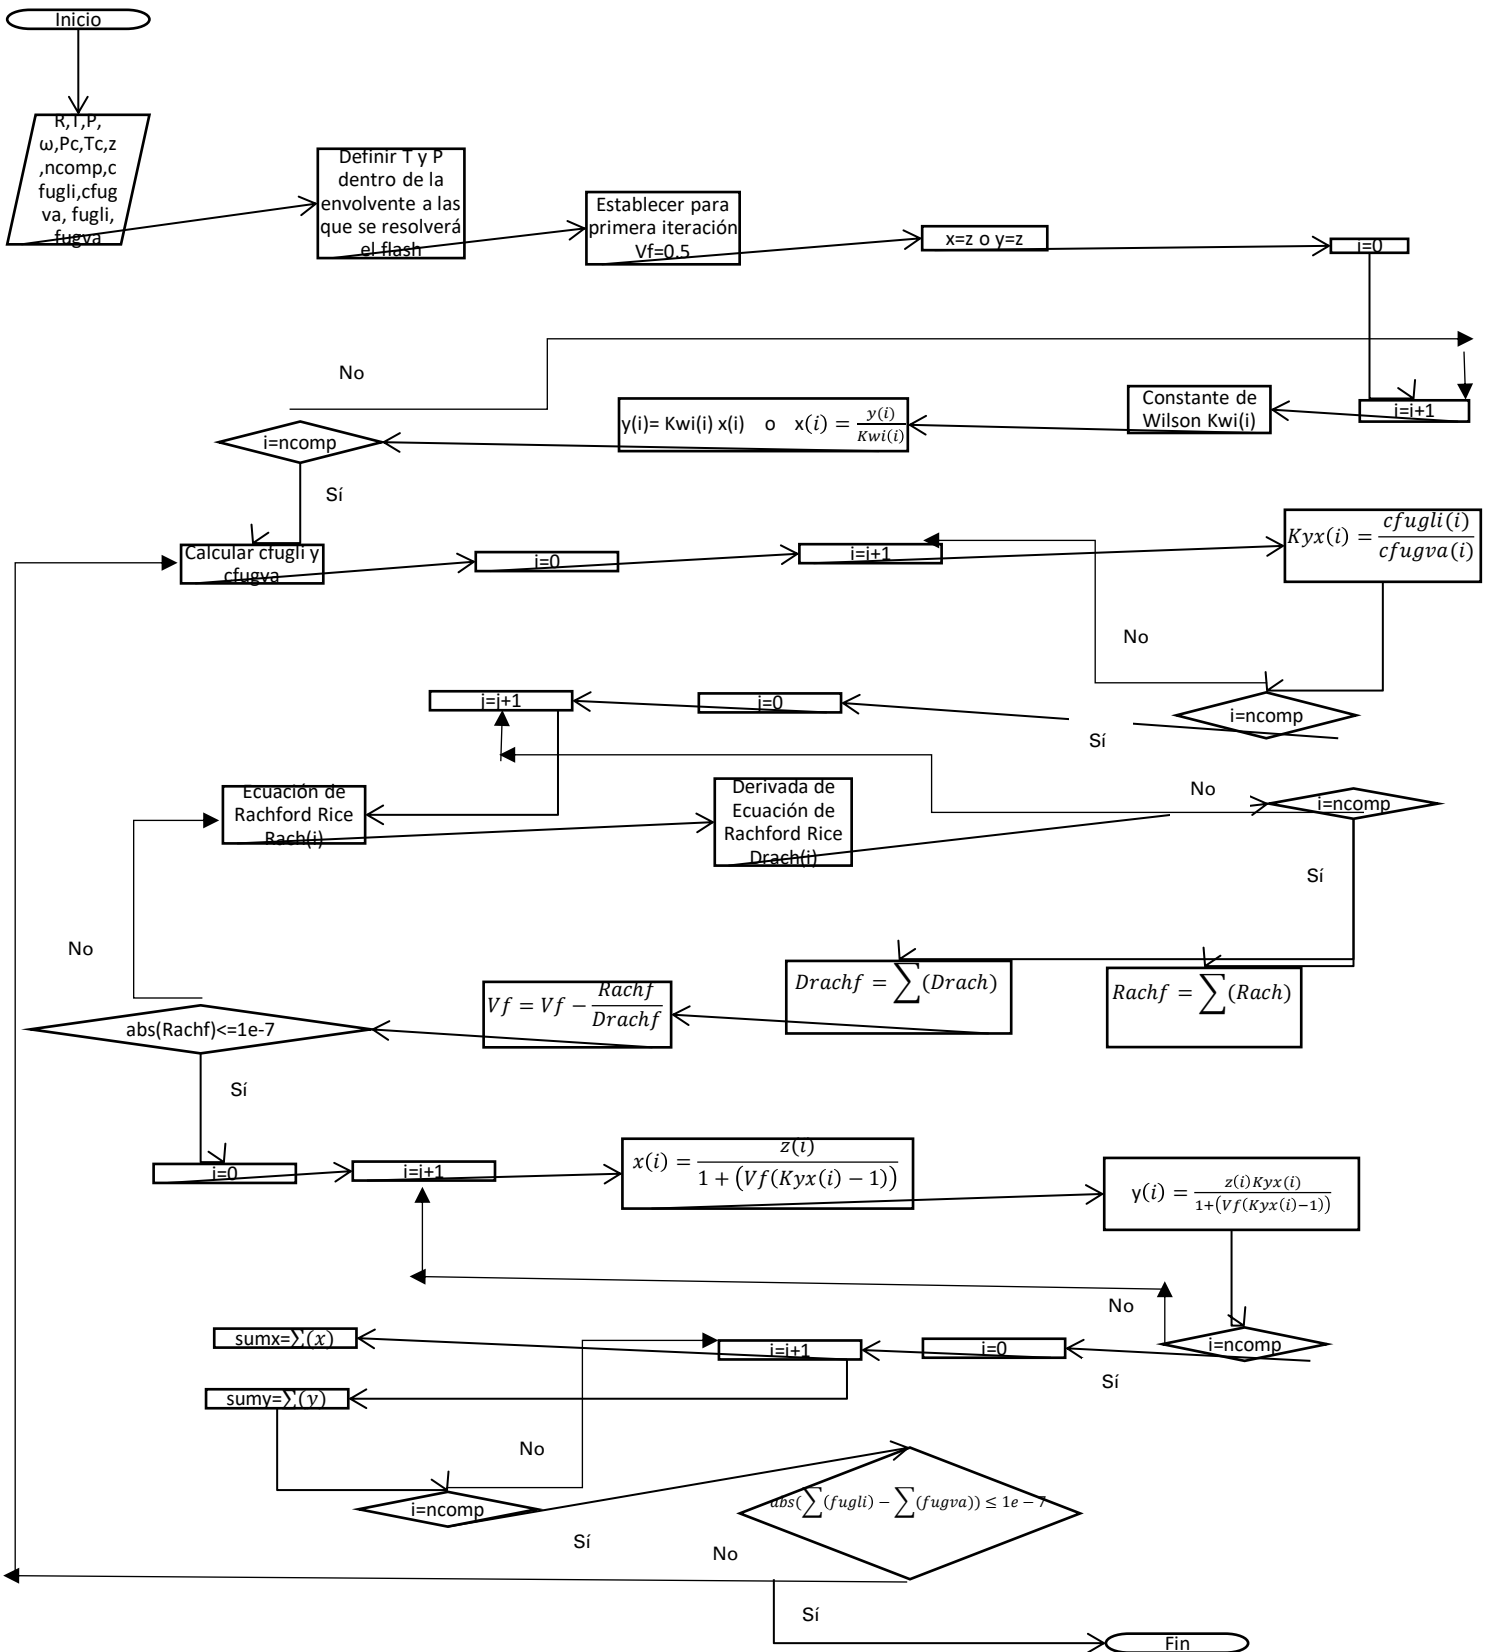 Inicio
R,T,P,
ω,Pc,Tc,z
,ncomp,c
fugli,cfug
va, fugli,
fugva
Definir T y P
dentro de la
envolvente a las
que se resolverá
el flash
Establecer para
primera iteración
Vf=0.5
x=z o y=z
i=0
No
i=i+1
Constante de
Wilson Kwi(i)
y(i)= Kwi(i) x(i) o x(i) = y(i)/Kwi(i)
i=ncomp
Sí
Calcular cfugli y
cfugva
i=0
i=i+1
Kyx(i) = cfugli(i)/cfugva(i)
No
i=ncomp
Sí
i=0
i=i+1
Ecuación de
Rachford Rice
Rach(i)
Derivada de
Ecuación de
Rachford Rice
Drach(i)
No
i=ncomp
Sí
Rachf = ∑(Rach)
Drachf = ∑(Drach)
Vf = Vf − Rachf/Drachf
No
abs(Rachf)<=1e-7
Sí
i=0
i=i+1
x(i) = z(i)/(1 + (Vf(Kyx(i) − 1)))
y(i) = z(i)Kyx(i)/(1+(Vf(Kyx(i)−1)))
No
i=ncomp
Sí
i=0
i=i+1
sumx=∑(x)
sumy=∑(y)
No
i=ncomp
Sí
abs(∑(fugli) − ∑(fugva)) ≤ 1e − 7
No
Sí
Fin